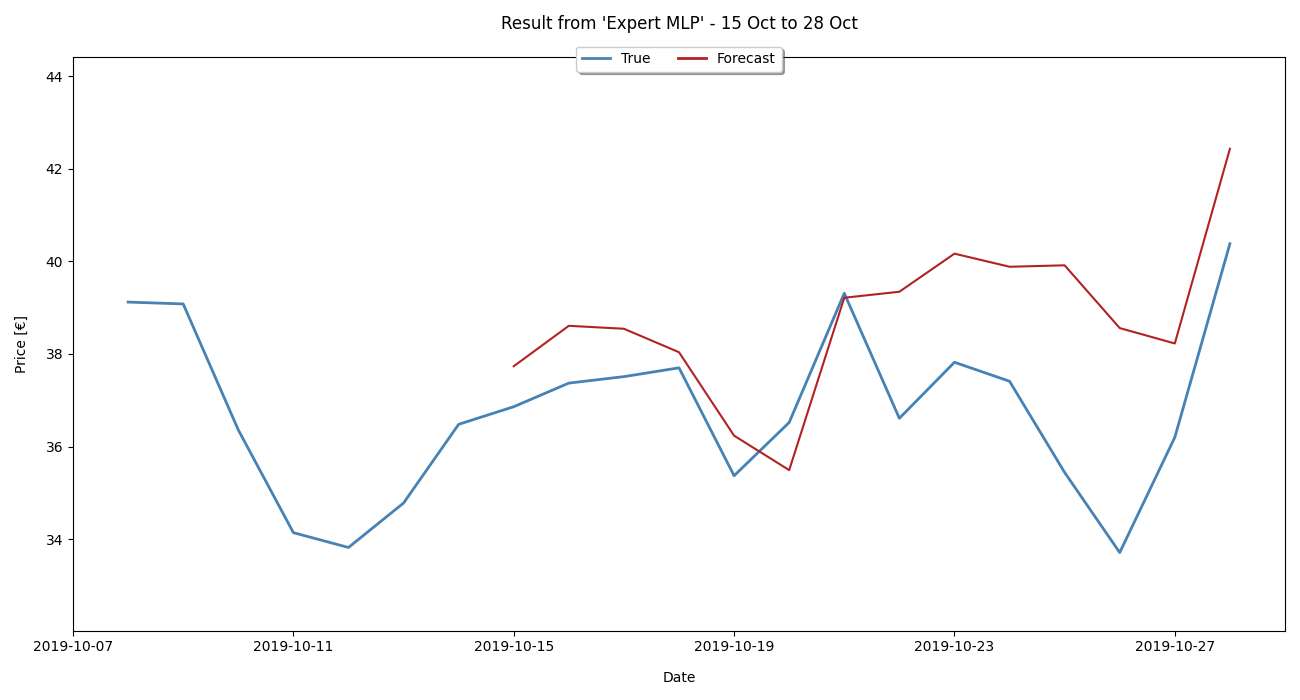 Result from 'Expert MLP' - 15 Oct to 28 Oct
True Forecast
44
42
40
38
36
34
Price [€]
2019-10-07 2019-10-11 2019-10-15 2019-10-19 2019-10-23 2019-10-27
Date